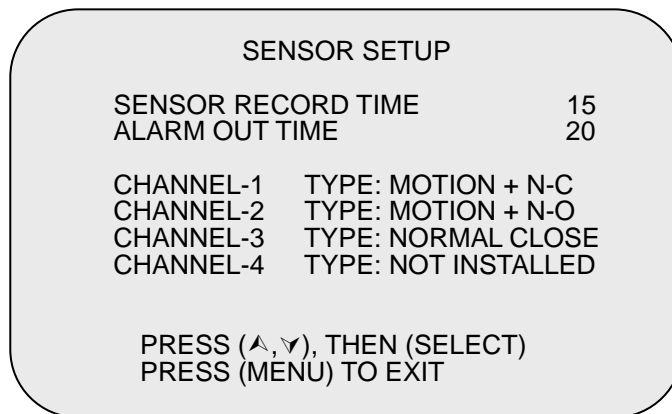 SENSOR SETUP
SENSOR RECORD TIME 15
ALARM OUT TIME 20
CHANNEL-1 TYPE: MOTION + N-C
CHANNEL-2 TYPE: MOTION + N-O
CHANNEL-3 TYPE: NORMAL CLOSE
CHANNEL-4 TYPE: NOT INSTALLED
PRESS (⮝,⮟), THEN (SELECT)
PRESS (MENU) TO EXIT